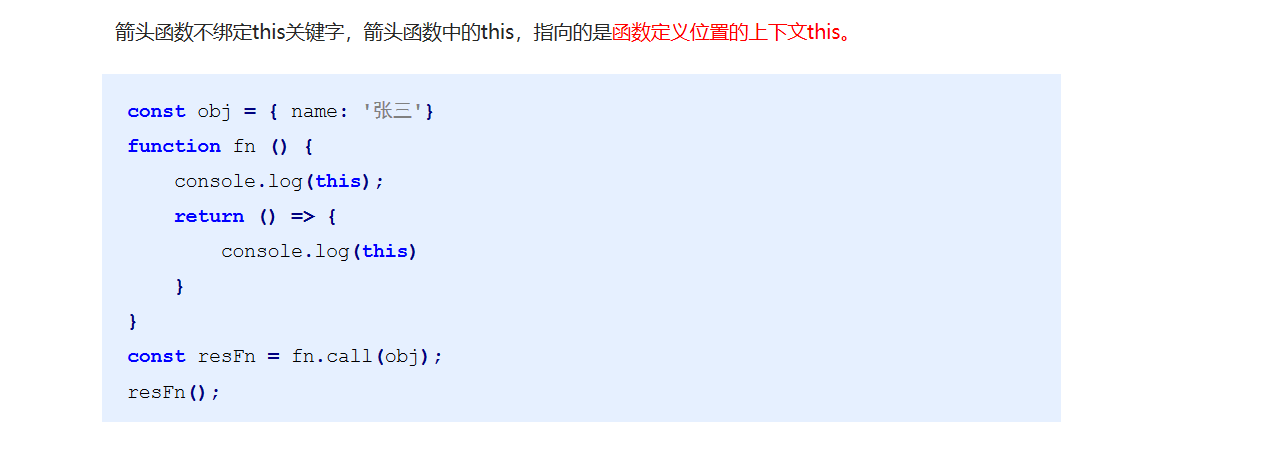 箭头函数不绑定this关键字，箭头函数中的this，指向的是函数定义位置的上下文this。
const obj = { name: '张三'}
function fn () {
    console.log(this);
    return () => {
        console.log(this)
    }
}
const resFn = fn.call(obj);
resFn();